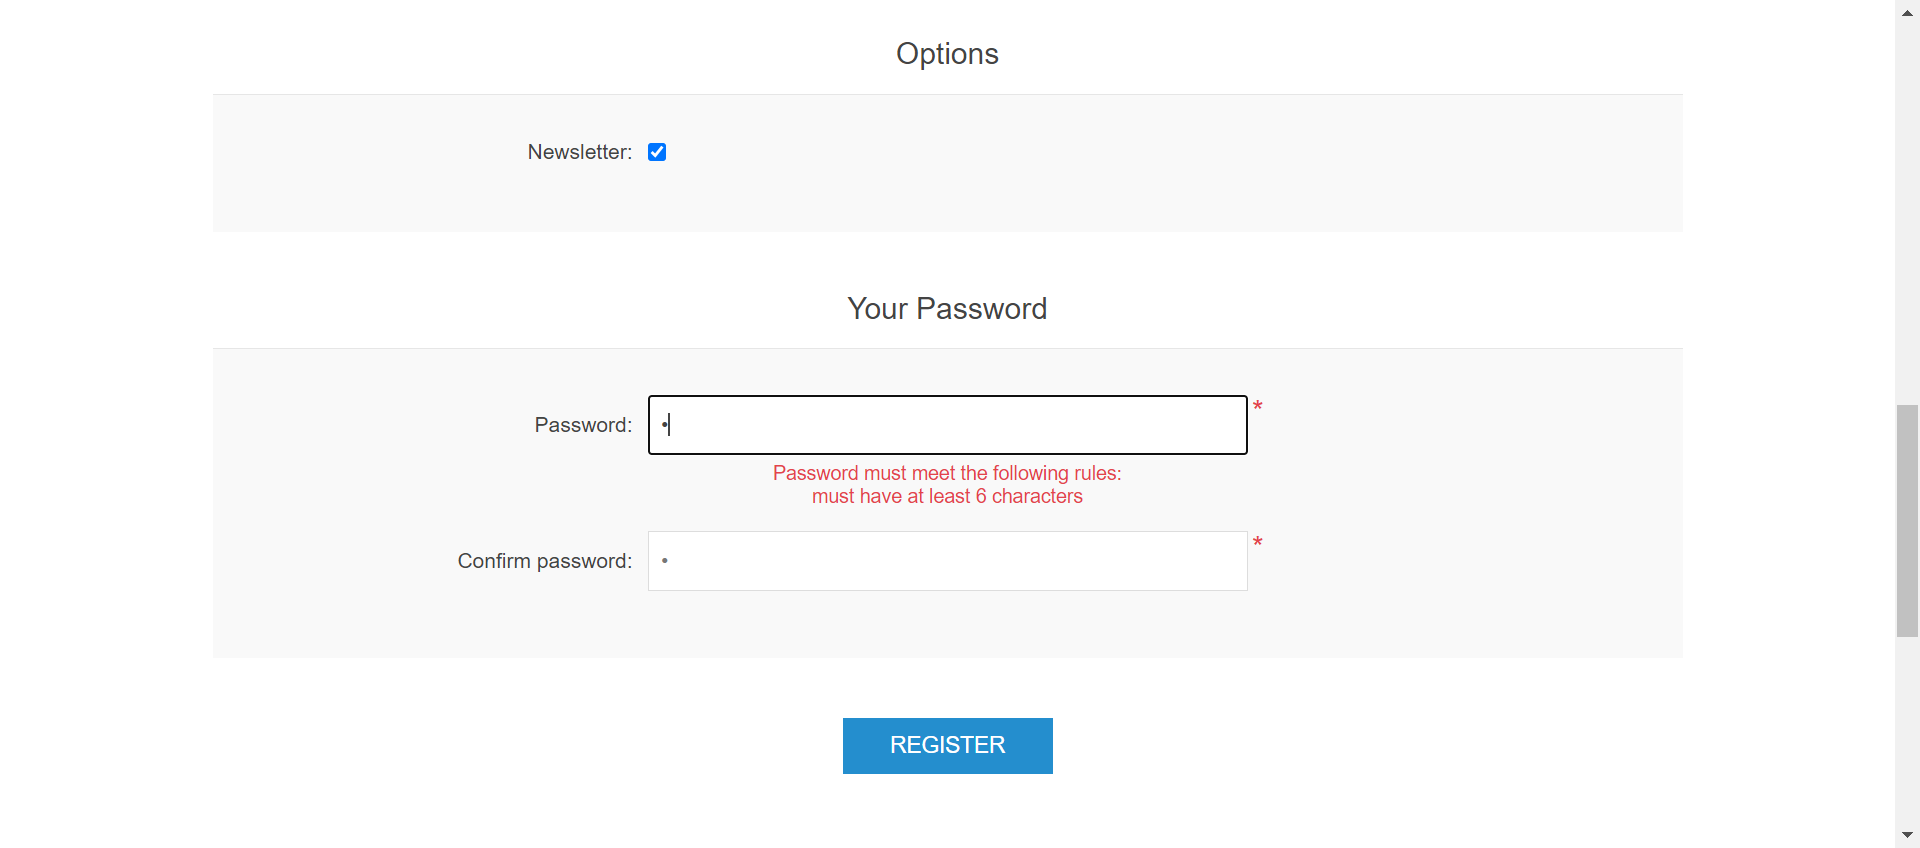 Options
Newsletter:
Your Password
Password: • *
Password must meet the following rules:
must have at least 6 characters
Confirm password: • *
REGISTER